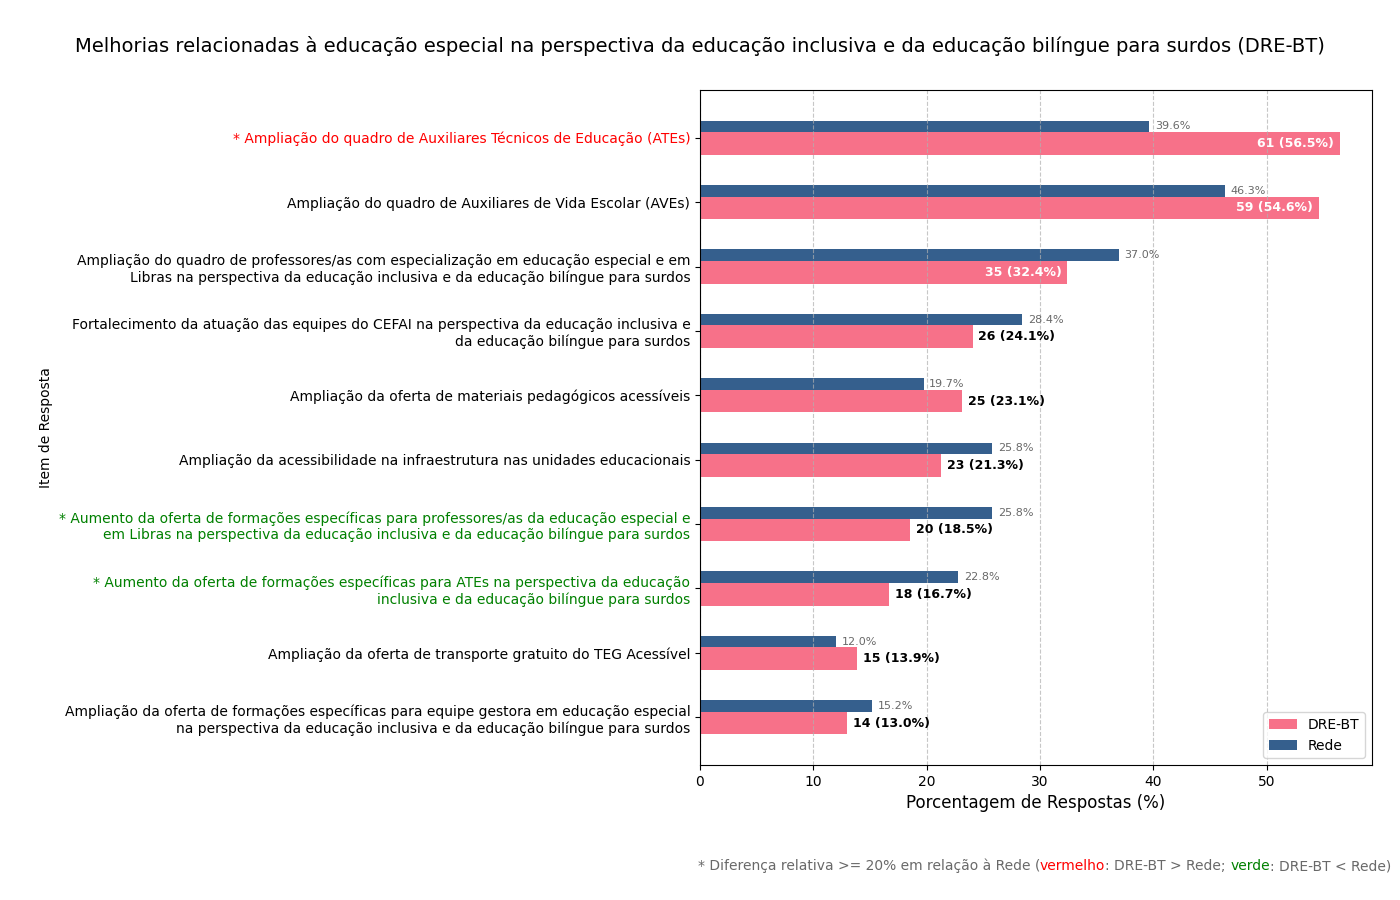 Melhorias relacionadas à educação especial na perspectiva da educação inclusiva e da educação bilíngue para surdos (DRE-BT)
Item de Resposta
* Ampliação do quadro de Auxiliares Técnicos de Educação (ATEs)
39.6%
61 (56.5%)
Ampliação do quadro de Auxiliares de Vida Escolar (AVEs)
46.3%
59 (54.6%)
Ampliação do quadro de professores/as com especialização em educação especial e em
Libras na perspectiva da educação inclusiva e da educação bilíngue para surdos
37.0%
35 (32.4%)
Fortalecimento da atuação das equipes do CEFAI na perspectiva da educação inclusiva e
da educação bilíngue para surdos
28.4%
26 (24.1%)
Ampliação da oferta de materiais pedagógicos acessíveis
19.7%
25 (23.1%)
Ampliação da acessibilidade na infraestrutura nas unidades educacionais
25.8%
23 (21.3%)
* Aumento da oferta de formações específicas para professores/as da educação especial e
em Libras na perspectiva da educação inclusiva e da educação bilíngue para surdos
25.8%
20 (18.5%)
* Aumento da oferta de formações específicas para ATEs na perspectiva da educação
inclusiva e da educação bilíngue para surdos
22.8%
18 (16.7%)
Ampliação da oferta de transporte gratuito do TEG Acessível
12.0%
15 (13.9%)
Ampliação da oferta de formações específicas para equipe gestora em educação especial
na perspectiva da educação inclusiva e da educação bilíngue para surdos
15.2%
14 (13.0%)
DRE-BT
Rede
0 10 20 30 40 50
Porcentagem de Respostas (%)
* Diferença relativa >= 20% em relação à Rede (vermelho: DRE-BT > Rede; verde: DRE-BT < Rede)